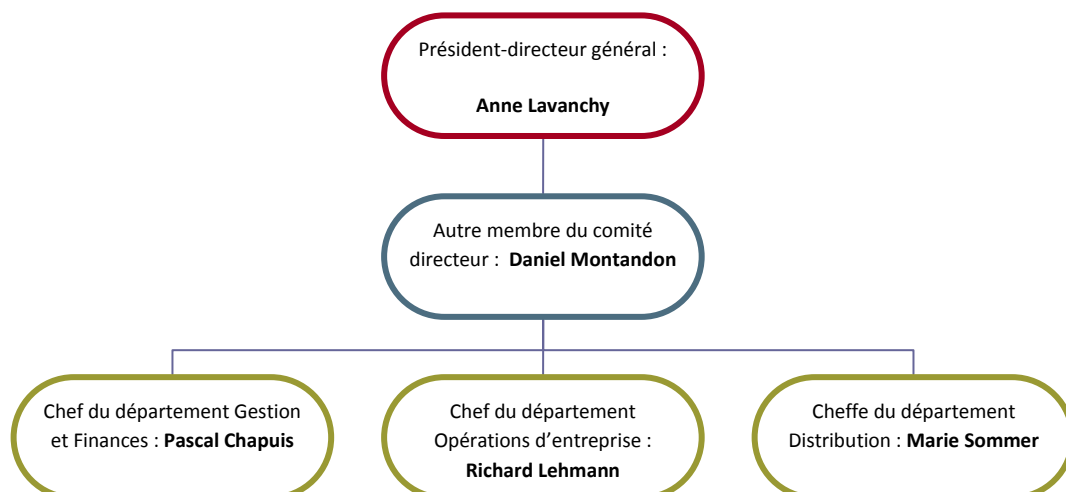 Président-directeur général :
Anne Lavanchy
Autre membre du comité
directeur : Daniel Montandon
Chef du département Gestion
et Finances : Pascal Chapuis
Chef du département
Opérations d’entreprise :
Richard Lehmann
Cheffe du département
Distribution : Marie Sommer